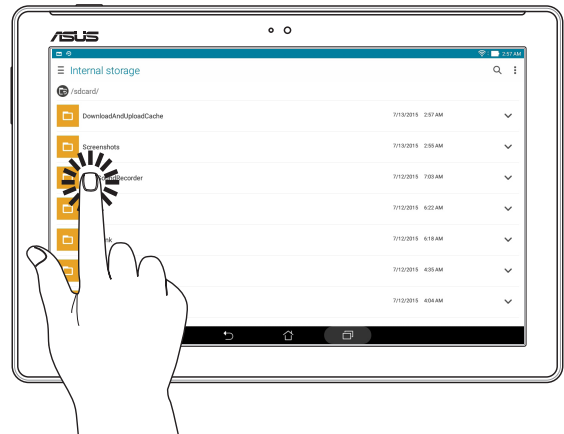 ASUS
2:57 AM
Internal storage
/sdcard/
DownloadAndUploadCache 7/13/2015 2:57 AM
Screenshots 7/13/2015 2:55 AM
7/12/2015 7:03 AM
7/12/2015 6:22 AM
7/12/2015 6:18 AM
7/12/2015 4:35 AM
7/12/2015 4:04 AM